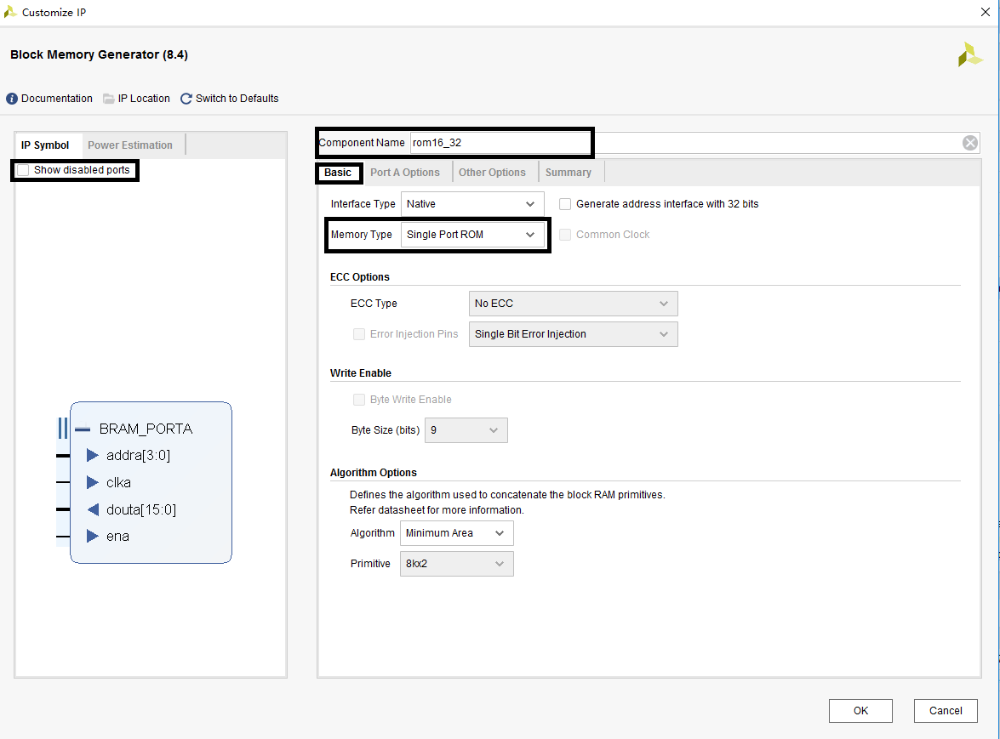 Customize IP
Block Memory Generator (8.4)
Documentation IP Location Switch to Defaults
IP Symbol Power Estimation
Show disabled ports
BRAM_PORTA
addra[3:0]
clka
douta[15:0]
ena
Component Name rom16_32
Basic Port A Options Other Options Summary
Interface Type Native Generate address interface with 32 bits
Memory Type Single Port ROM Common Clock
ECC Options
ECC Type No ECC
Error Injection Pins Single Bit Error Injection
Write Enable
Byte Write Enable
Byte Size (bits) 9
Algorithm Options
Defines the algorithm used to concatenate the block RAM primitives.
Refer datasheet for more information.
Algorithm Minimum Area
Primitive 8kx2
OK Cancel